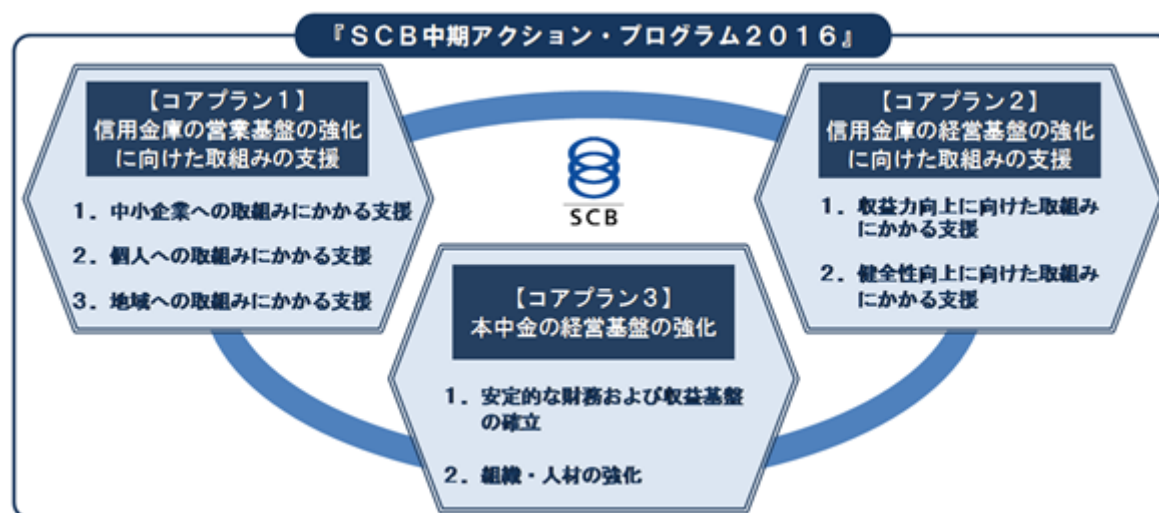 『ＳＣＢ中期アクション・プログラム２０１６』
【コアプラン１】
信用金庫の営業基盤の強化
に向けた取組みの支援
１．中小企業への取組みにかかる支援
２．個人への取組みにかかる支援
３．地域への取組みにかかる支援
SCB
【コアプラン２】
信用金庫の経営基盤の強化
に向けた取組みの支援
１．収益力向上に向けた取組み
にかかる支援
２．健全性向上に向けた取組み
にかかる支援
【コアプラン３】
本中金の経営基盤の強化
１．安定的な財務および収益基盤
の確立
２．組織・人材の強化